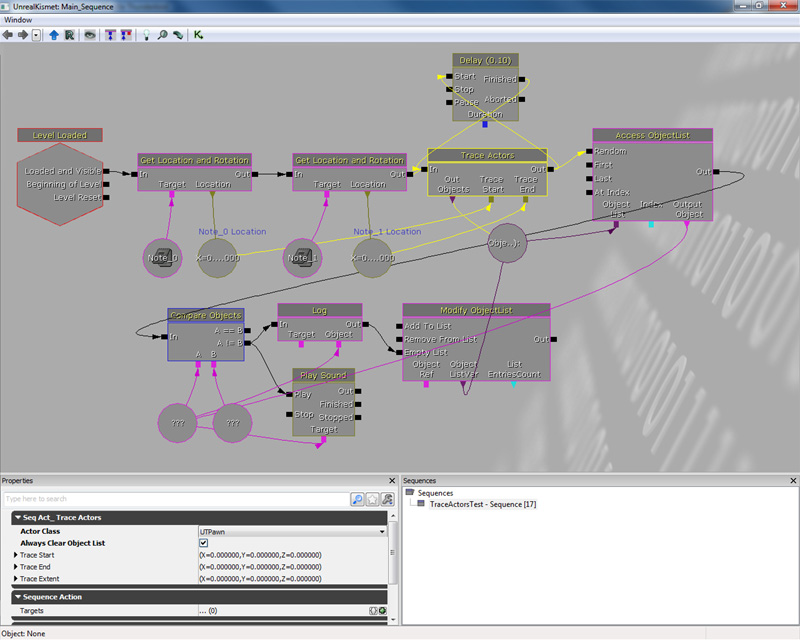 UnrealKismet: Main_Sequence
Window
Delay (0.10)
Start Finished
Stop
Pause Aborted
Duration
Level Loaded
Loaded and Visible
Beginning of Level
Level Reset
Get Location and Rotation
In Out
Target Location
Get Location and Rotation
In Out
Target Location
Trace Actors
In Out
Out Objects Trace Start Trace End
Access ObjectList
Random
First Out
Last
At Index
Object List Index Output Object
Note_0 Location
Note_1 Location
Note_0
X=0....000
Note_1
X=0....000
Obje...):
Compare Objects
A == B
In A != B
A B
Log
In Out
Target Object
Modify ObjectList
Add To List
Remove From List Out
Empty List
Object Ref Object ListVar List EntriesCount
Play Sound
Out
Play
Finished
Stop Stopped
Target
???
???
Properties
Type here to search
Seq Act_ Trace Actors
Actor Class UTPawn
Always Clear Object List
Trace Start (X=0.000000,Y=0.000000,Z=0.000000)
Trace End (X=0.000000,Y=0.000000,Z=0.000000)
Trace Extent (X=0.000000,Y=0.000000,Z=0.000000)
Sequence Action
Targets ... (0)
Sequences
Sequences
TraceActorsTest - Sequence [17]
Object: None